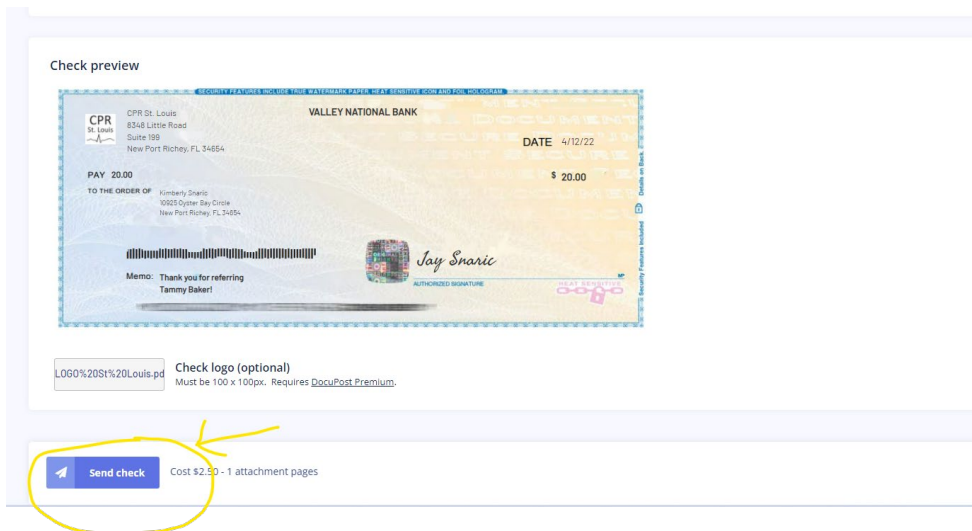 Check preview
SECURITY FEATURES INCLUDE TRUE WATERMARK PAPER, HEAT SENSITIVE ICON AND FOIL HOLOGRAM
CPR
St. Louis
CPR St. Louis
8348 Little Road
Suite 199
New Port Richey, FL 34654
VALLEY NATIONAL BANK
DATE 4/12/22
PAY 20.00
$ 20.00
TO THE ORDER OF
Kimberly Snaric
10925 Oyster Bay Circle
New Port Richey, FL 34654
Jay Snaric
AUTHORIZED SIGNATURE
MP
HEAT SENSITIVE
Memo: Thank you for referring
Tammy Baker!
Security Features Included
Details on Back
LOGO%20St%20Louis.pd
Check logo (optional)
Must be 100 x 100px. Requires DocuPost Premium.
Send check
Cost $2.50 - 1 attachment pages